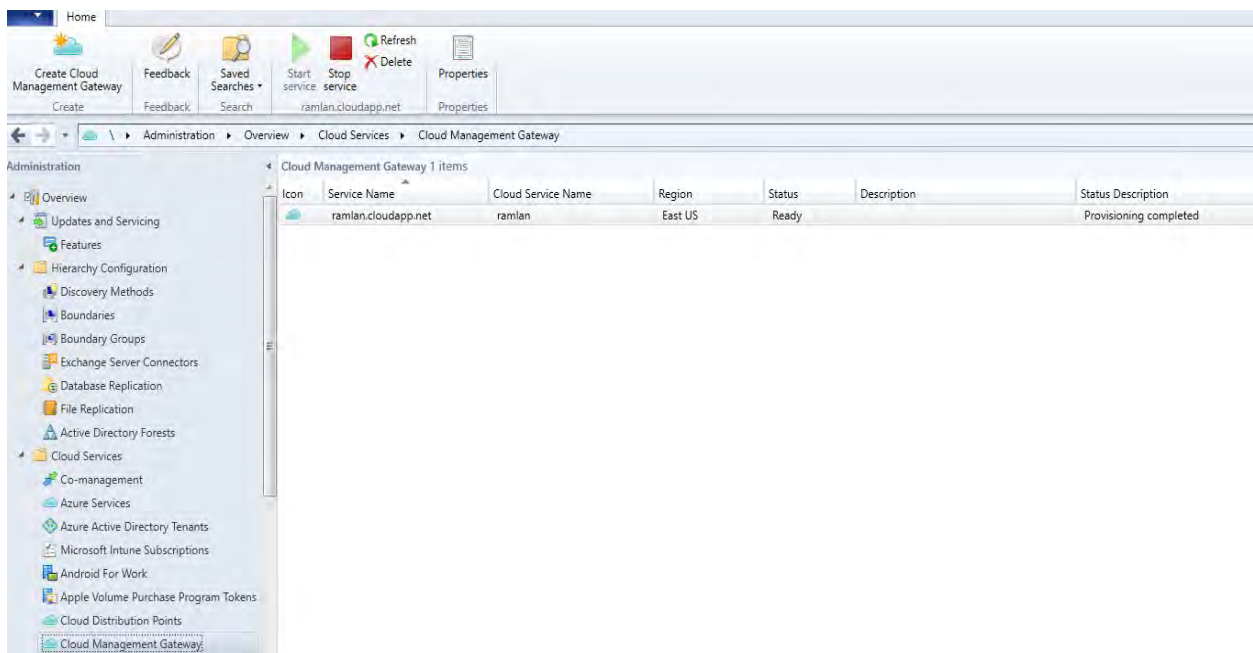 Home
Create Cloud
Management Gateway
Feedback
Saved
Searches
Start
service
Stop
service
Refresh
Delete
Properties
Create
Feedback
Search
ramlan.cloudapp.net
Properties
\ Administration Overview Cloud Services Cloud Management Gateway
Administration
Cloud Management Gateway 1 items
Icon Service Name Cloud Service Name Region Status Description Status Description
ramlan.cloudapp.net ramlan East US Ready Provisioning completed
Overview
Updates and Servicing
Features
Hierarchy Configuration
Discovery Methods
Boundaries
Boundary Groups
Exchange Server Connectors
Database Replication
File Replication
Active Directory Forests
Cloud Services
Co-management
Azure Services
Azure Active Directory Tenants
Microsoft Intune Subscriptions
Android For Work
Apple Volume Purchase Program Tokens
Cloud Distribution Points
Cloud Management Gateway